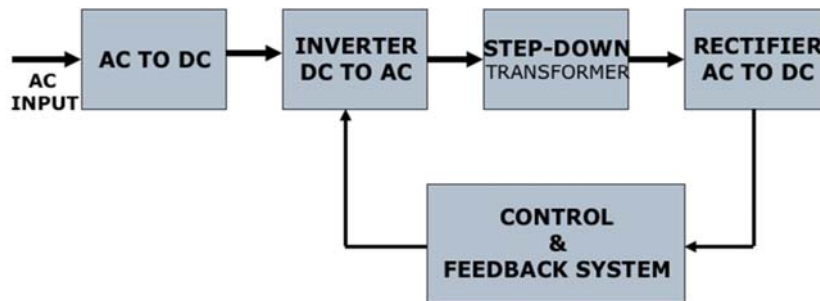 AC
INPUT
AC TO DC
INVERTER
DC TO AC
STEP-DOWN
TRANSFORMER
RECTIFIER
AC TO DC
CONTROL
&
FEEDBACK SYSTEM